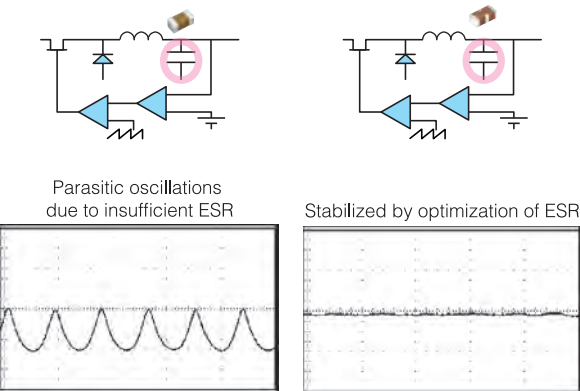 Parasitic oscillations
due to insufficient ESR
Stabilized by optimization of ESR